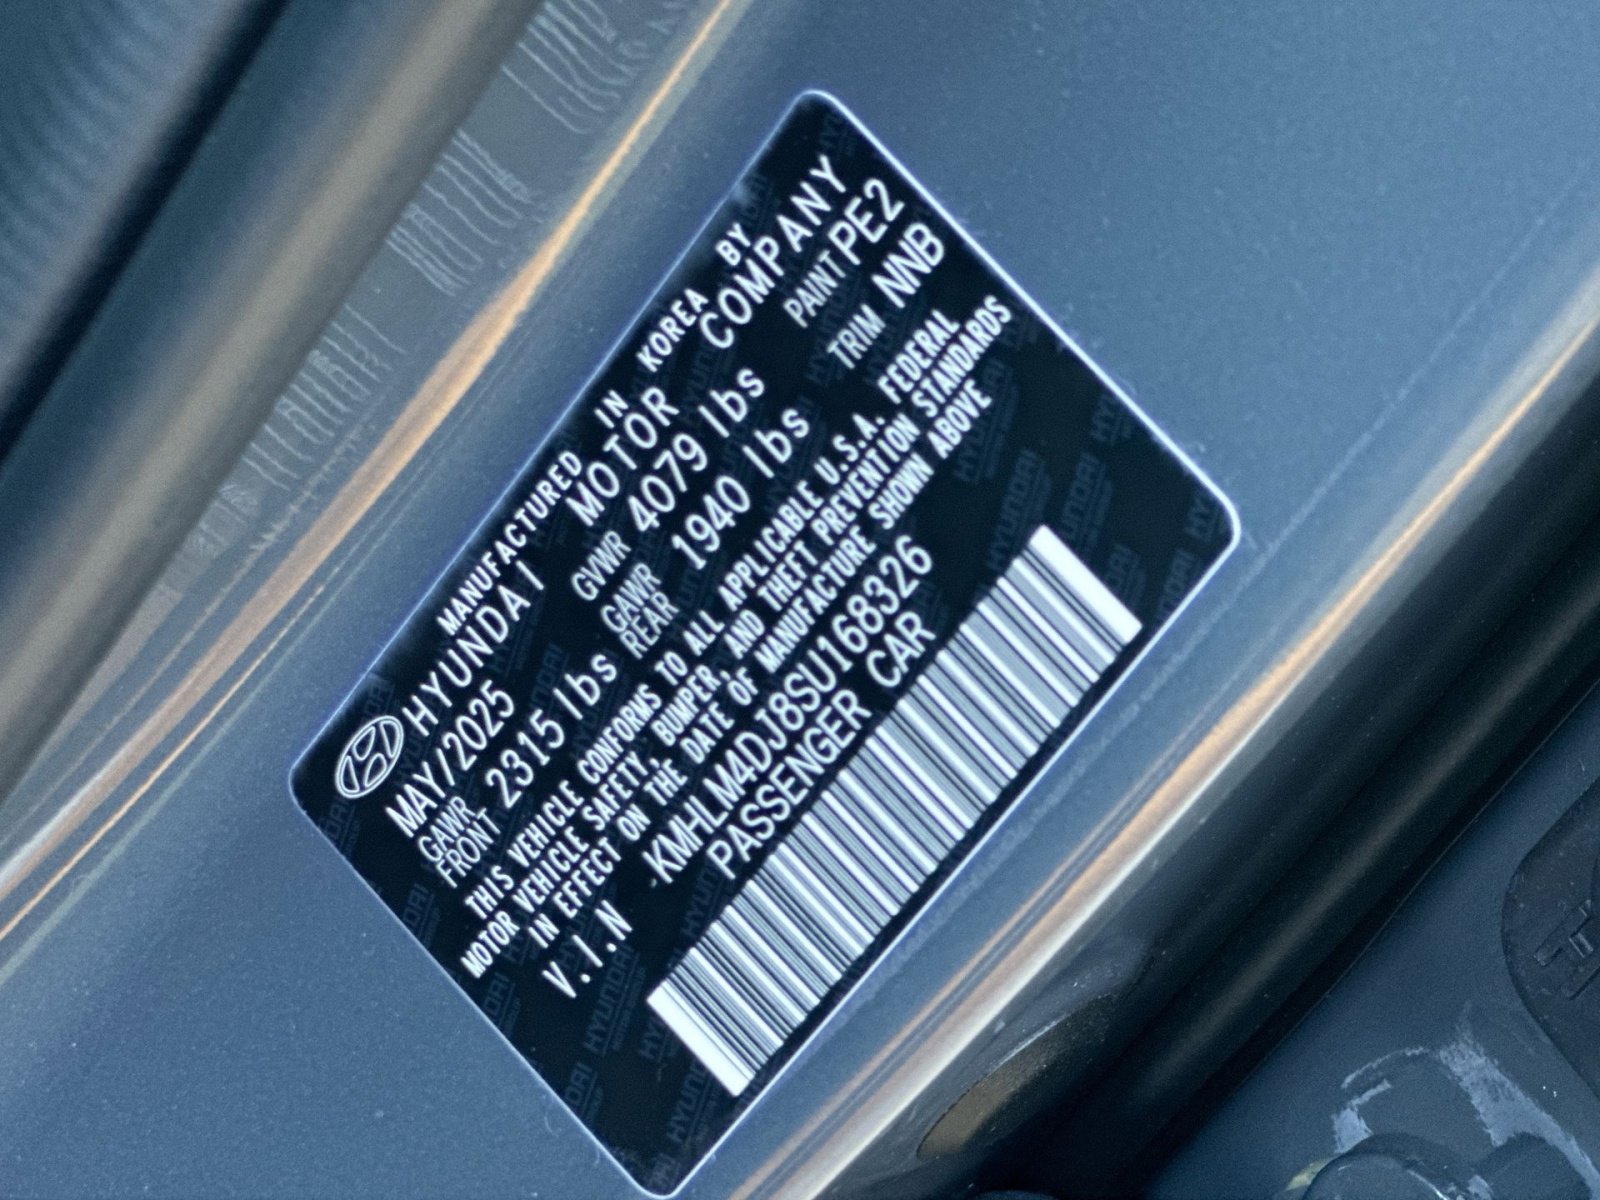 MANUFACTURED IN KOREA BY
HYUNDAI MOTOR COMPANY
MAY/2025 GVWR 4079 lbs PAINT PE2
GAWR FRONT 2315 lbs GAWR REAR 1940 lbs TRIM NNB
THIS VEHICLE CONFORMS TO ALL APPLICABLE U.S.A. FEDERAL
MOTOR VEHICLE SAFETY, BUMPER, AND THEFT PREVENTION STANDARDS
IN EFFECT ON THE DATE OF MANUFACTURE SHOWN ABOVE
V.I.N KMHLM4DJ8SU168326
PASSENGER CAR